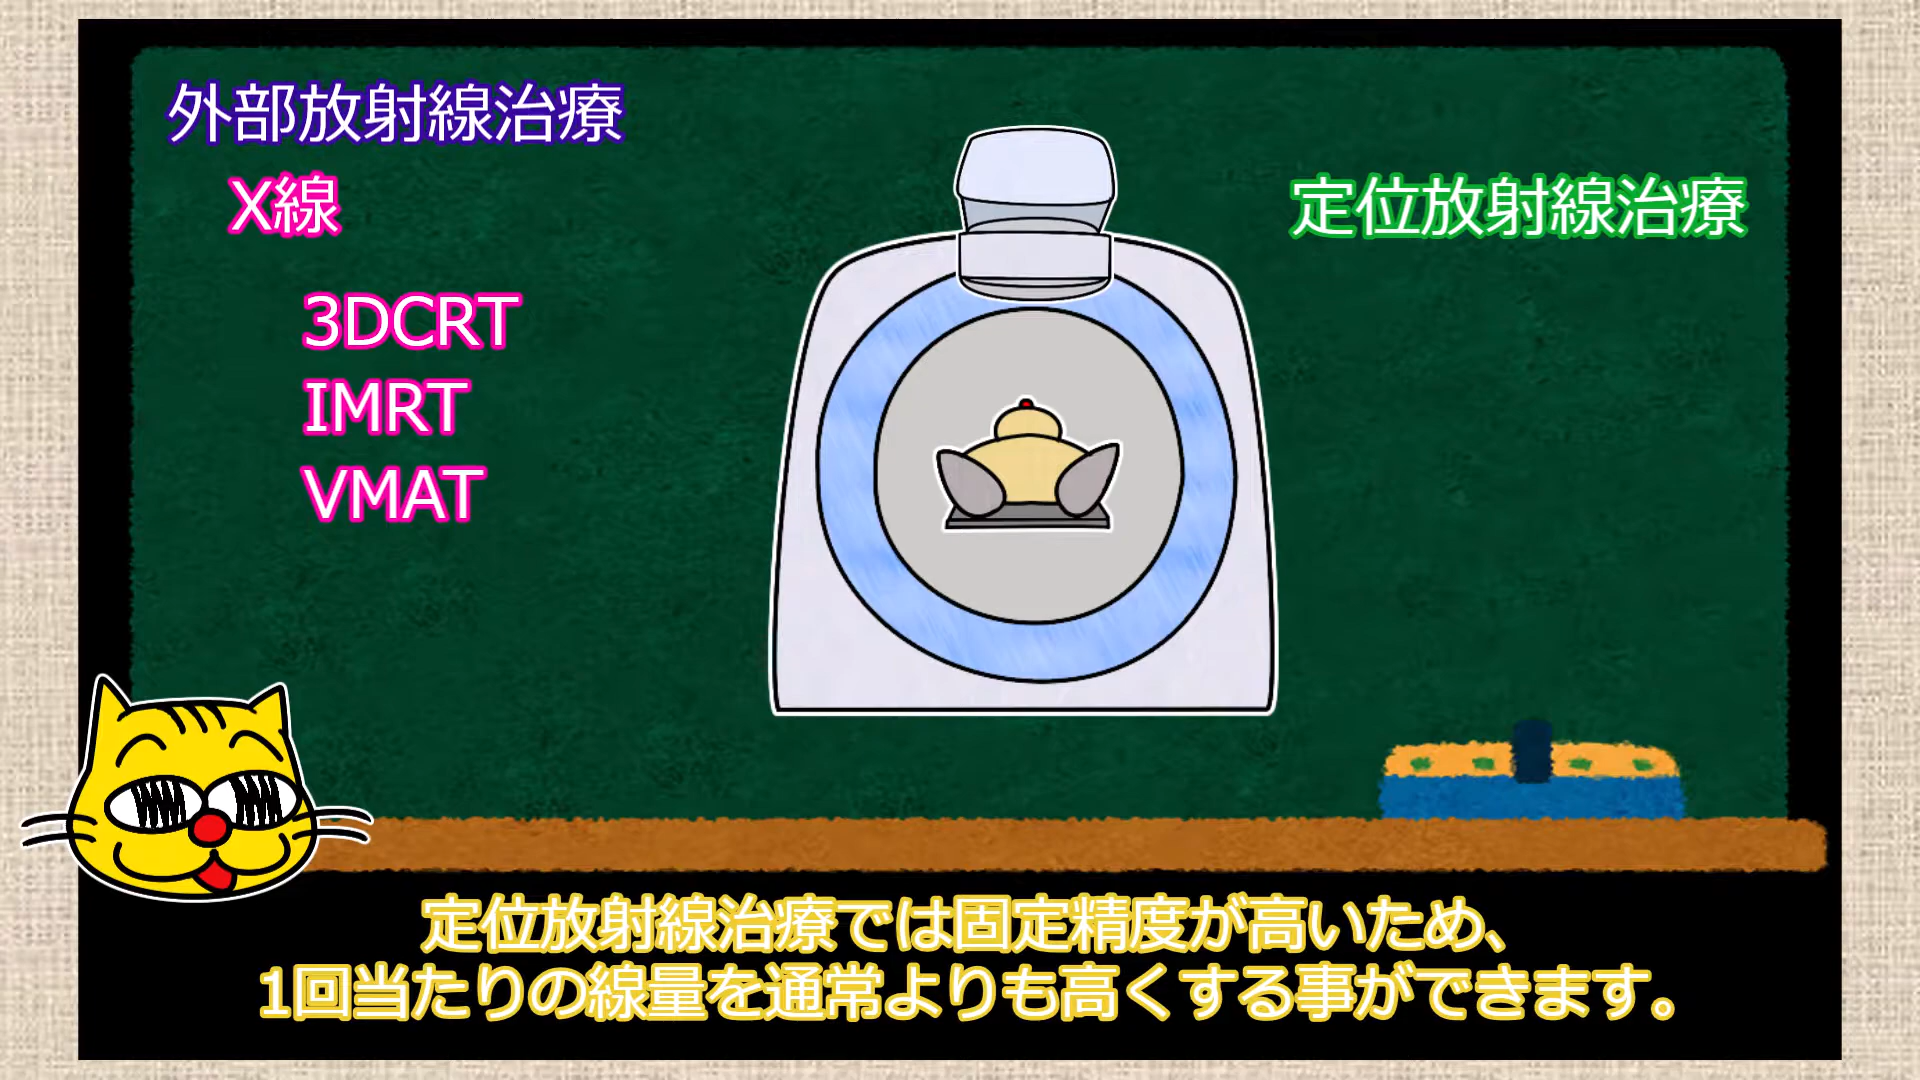 外部放射線治療
X線
3DCRT
IMRT
VMAT
定位放射線治療
定位放射線治療では固定精度が高いため、
1回当たりの線量を通常よりも高くする事ができます。